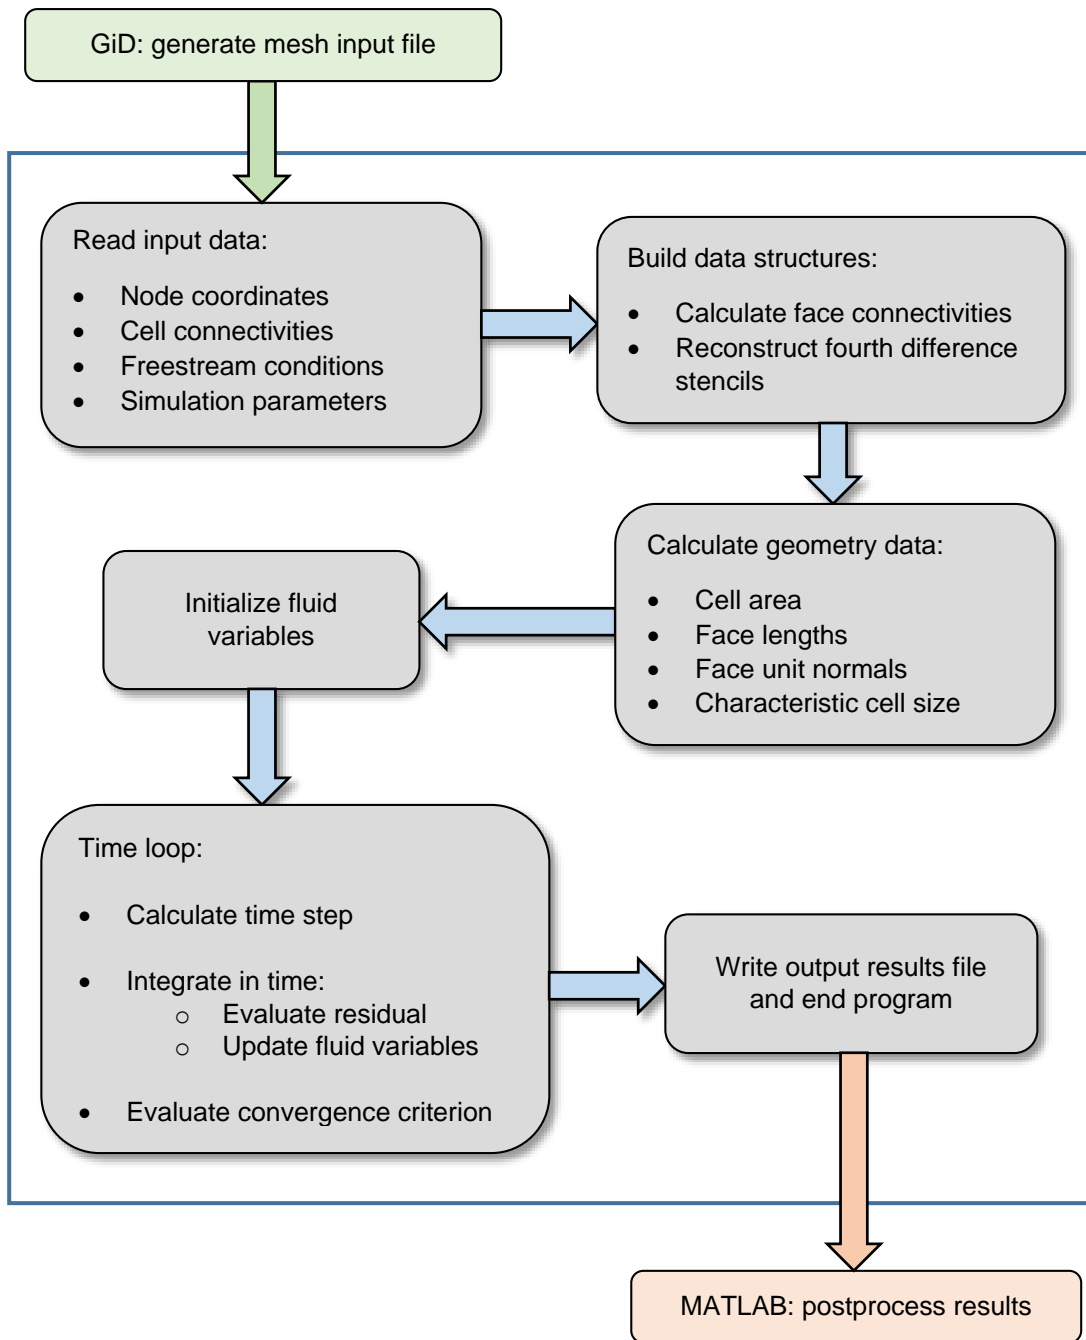 GiD: generate mesh input file
Read input data:
• Node coordinates
• Cell connectivities
• Freestream conditions
• Simulation parameters
Build data structures:
• Calculate face connectivities
• Reconstruct fourth difference
stencils
Calculate geometry data:
• Cell area
• Face lengths
• Face unit normals
• Characteristic cell size
Initialize fluid
variables
Time loop:
• Calculate time step
• Integrate in time:
o Evaluate residual
o Update fluid variables
• Evaluate convergence criterion
Write output results file
and end program
MATLAB: postprocess results